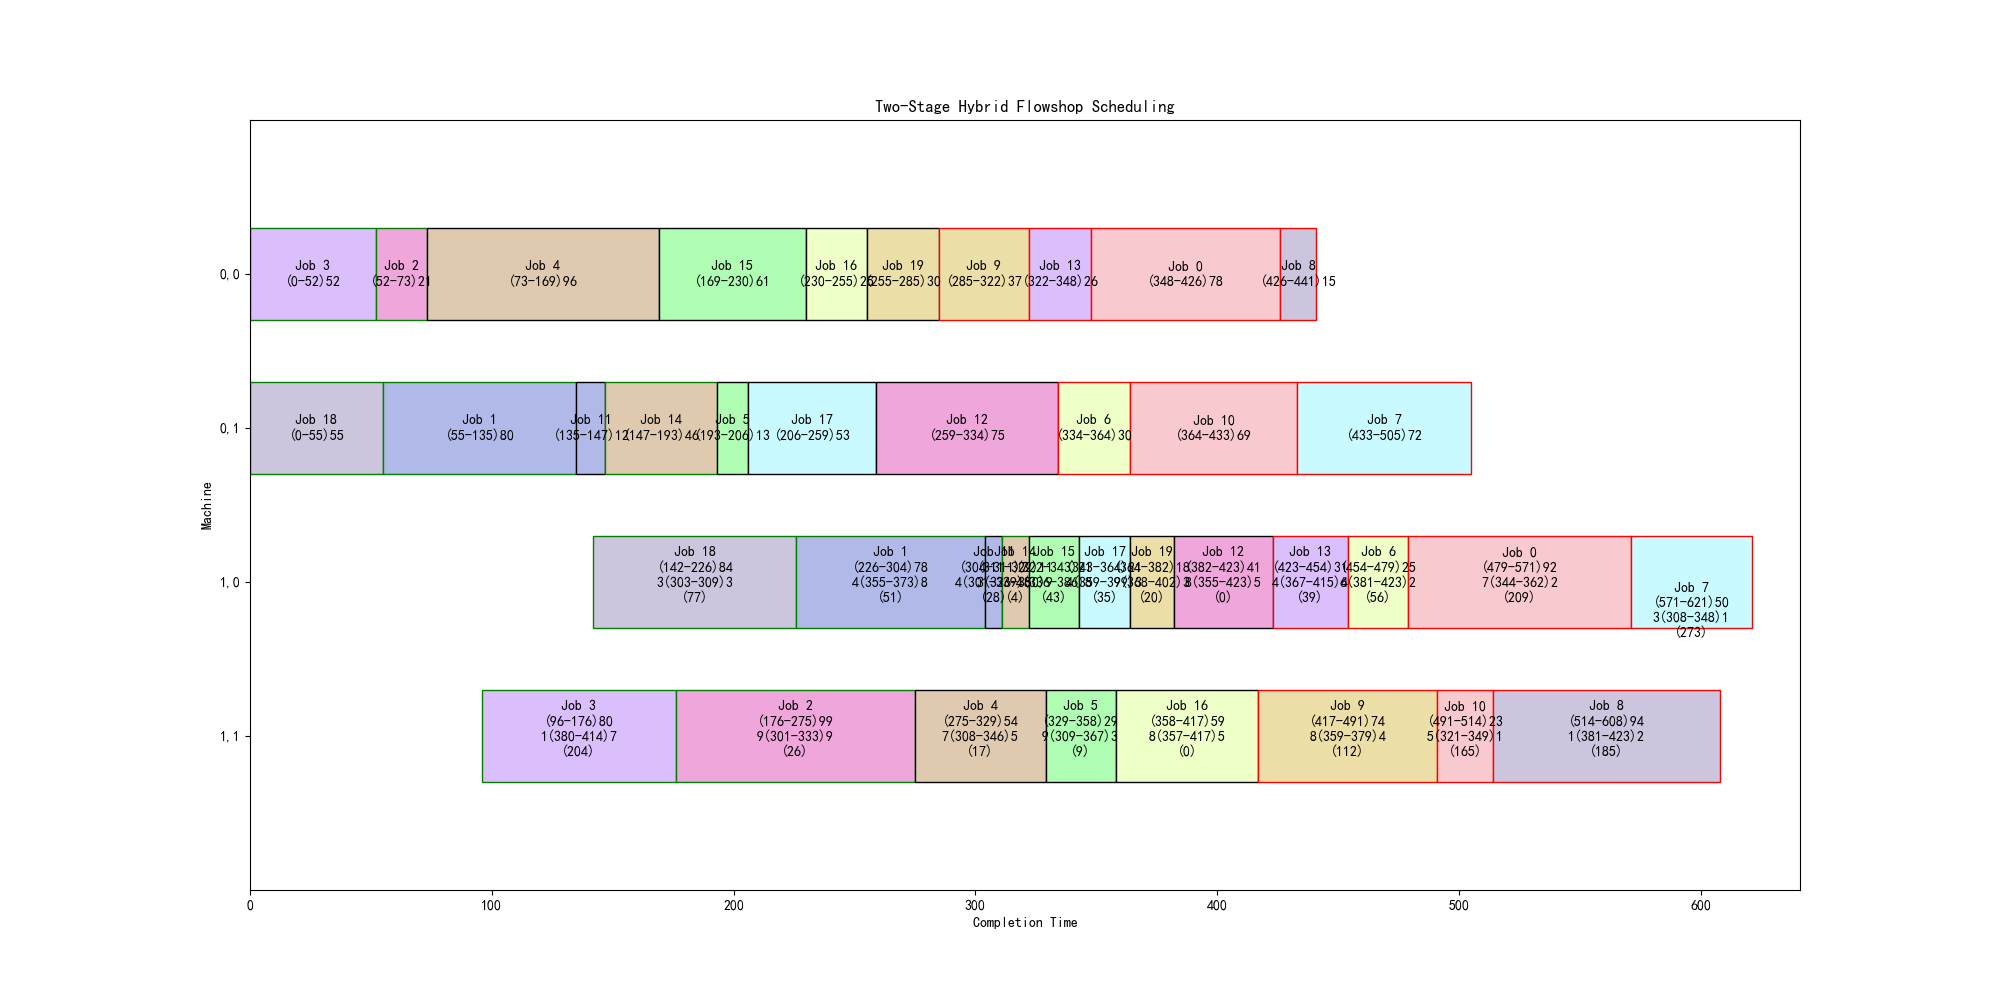 Two-Stage Hybrid Flowshop Scheduling
0,0
Job 3
(0-52)52
Job 2
(52-73)21
Job 4
(73-169)96
Job 15
(169-230)61
Job 16
(230-255)25
Job 19
(255-285)30
Job 9
(285-322)37
Job 13
(322-348)26
Job 0
(348-426)78
Job 8
(426-441)15
0,1
Job 18
(0-55)55
Job 1
(55-135)80
Job 11
(135-147)12
Job 14
(147-193)46
Job 5
(193-206)13
Job 17
(206-259)53
Job 12
(259-334)75
Job 6
(334-364)30
Job 10
(364-433)69
Job 7
(433-505)72
Machine
1,0
Job 18
(142-226)84
3(303-309)3
(77)
Job 1
(226-304)78
4(355-373)8
(51)
Job 11
(28)
Job 14
(4)
Job 15
(43)
Job 17
(35)
Job 19
(20)
Job 12
(382-423)41
8(355-423)5
(0)
Job 13
(423-454)31
4(367-415)6
(39)
Job 6
(454-479)25
(56)
Job 0
(479-571)92
7(344-362)2
(209)
Job 7
(571-621)50
3(308-348)1
(273)
1,1
Job 3
(96-176)80
1(380-414)7
(204)
Job 2
(176-275)99
9(301-333)9
(26)
Job 4
(275-329)54
7(308-346)5
(17)
Job 5
(329-358)29
9(309-367)3
(9)
Job 16
(358-417)59
8(357-417)5
(0)
Job 9
(417-491)74
8(359-379)4
(112)
Job 10
(491-514)23
5(321-349)1
(165)
Job 8
(514-608)94
1(381-423)2
(185)
0
100
200
300
400
500
600
Completion Time